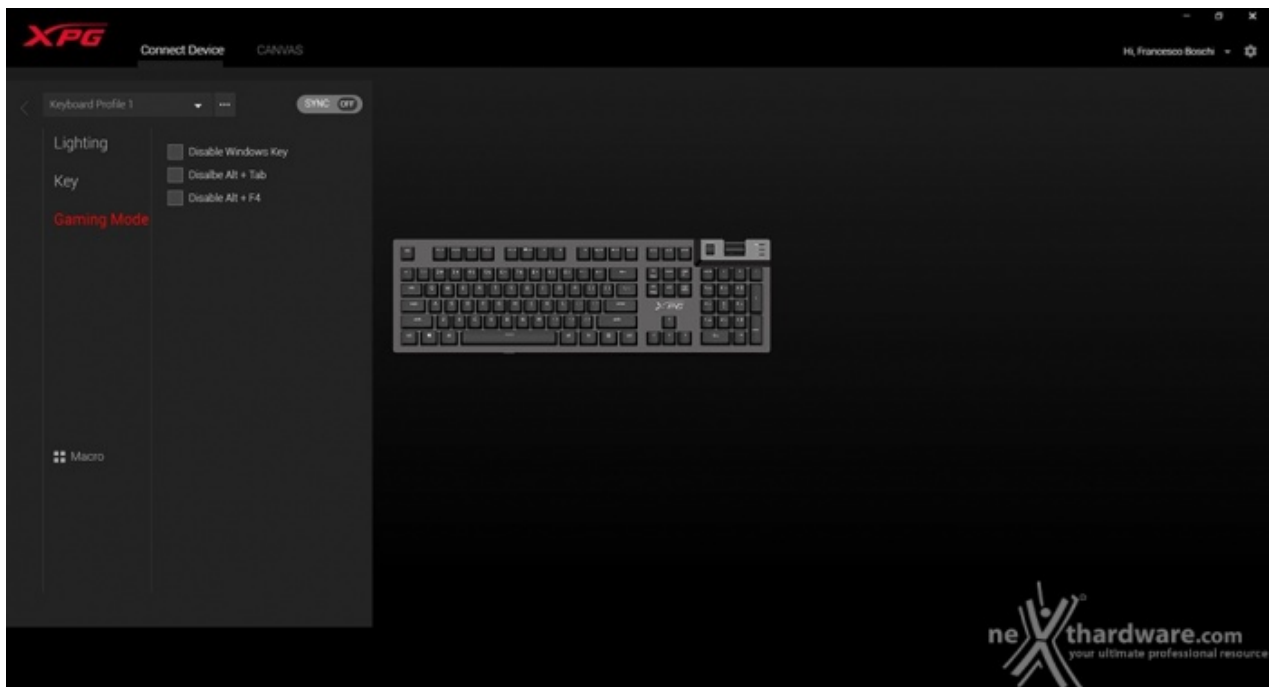 XPG
Connect Device CANVAS
Hi, Francesco Boschi
Keyboard Profile 1
SYNC OFF
Lighting
Key
Gaming Mode
Disable Windows Key
Disalbe Alt + Tab
Disable Alt + F4
XPG
Macro
nexthardware.com
your ultimate professional resource